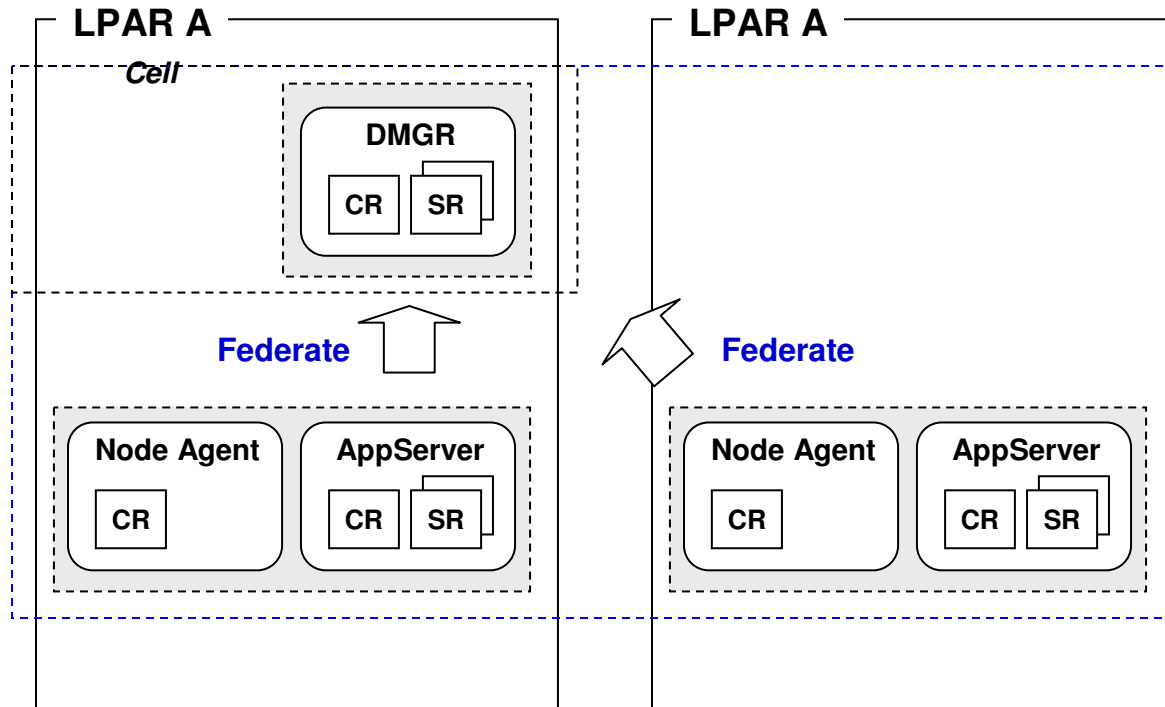 LPAR A
LPAR A
Cell
DMGR
CR
SR
Federate
Federate
Node Agent
AppServer
Node Agent
AppServer
CR
CR
SR
CR
CR
SR